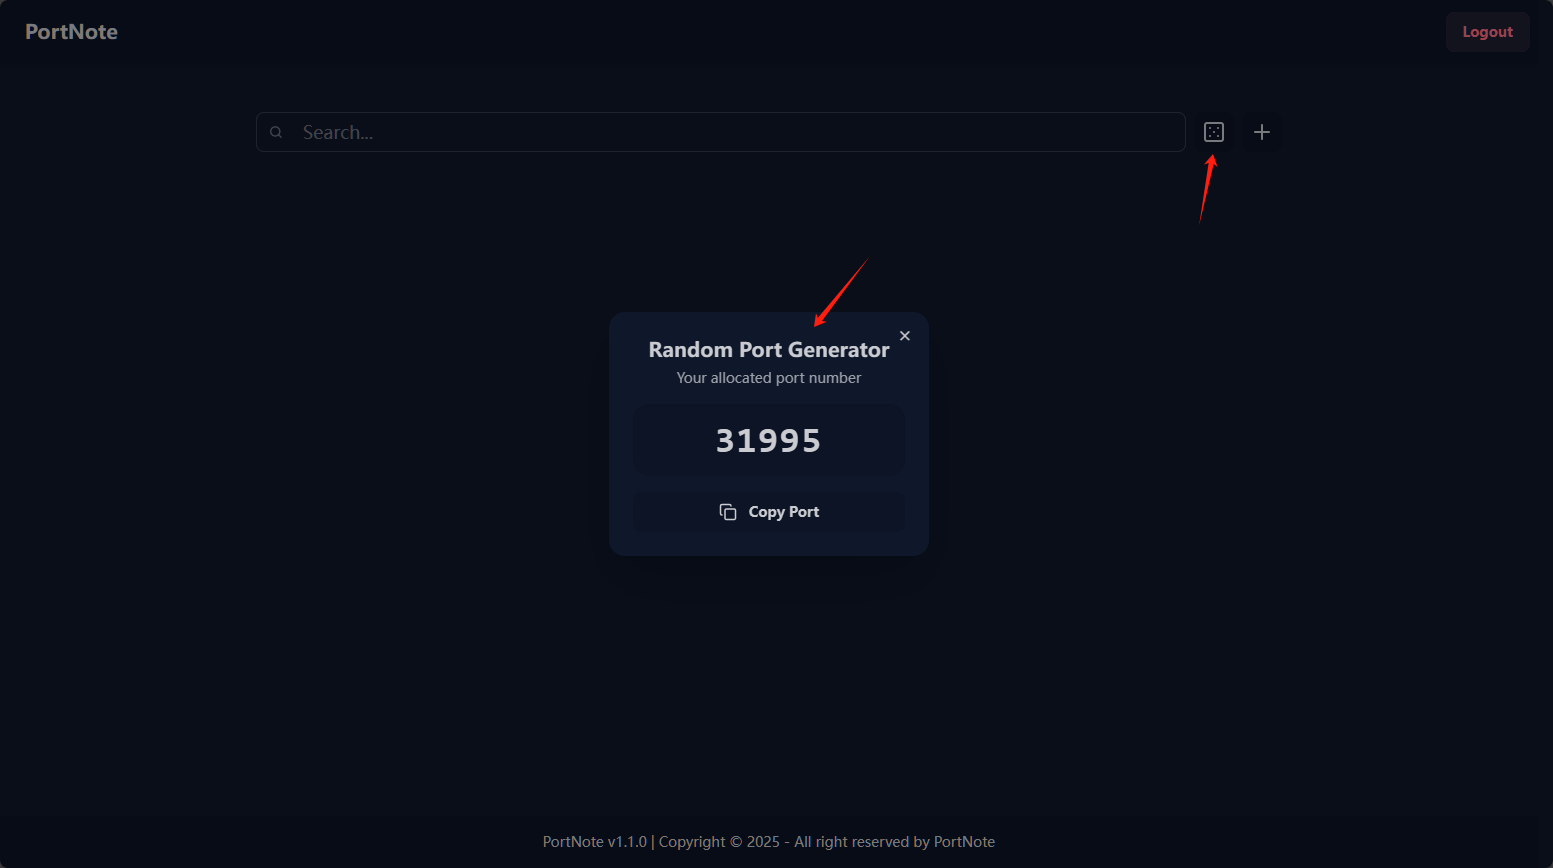 PortNote
Logout
Search...
Random Port Generator
Your allocated port number
31995
Copy Port
PortNote v1.1.0 | Copyright © 2025 - All right reserved by PortNote